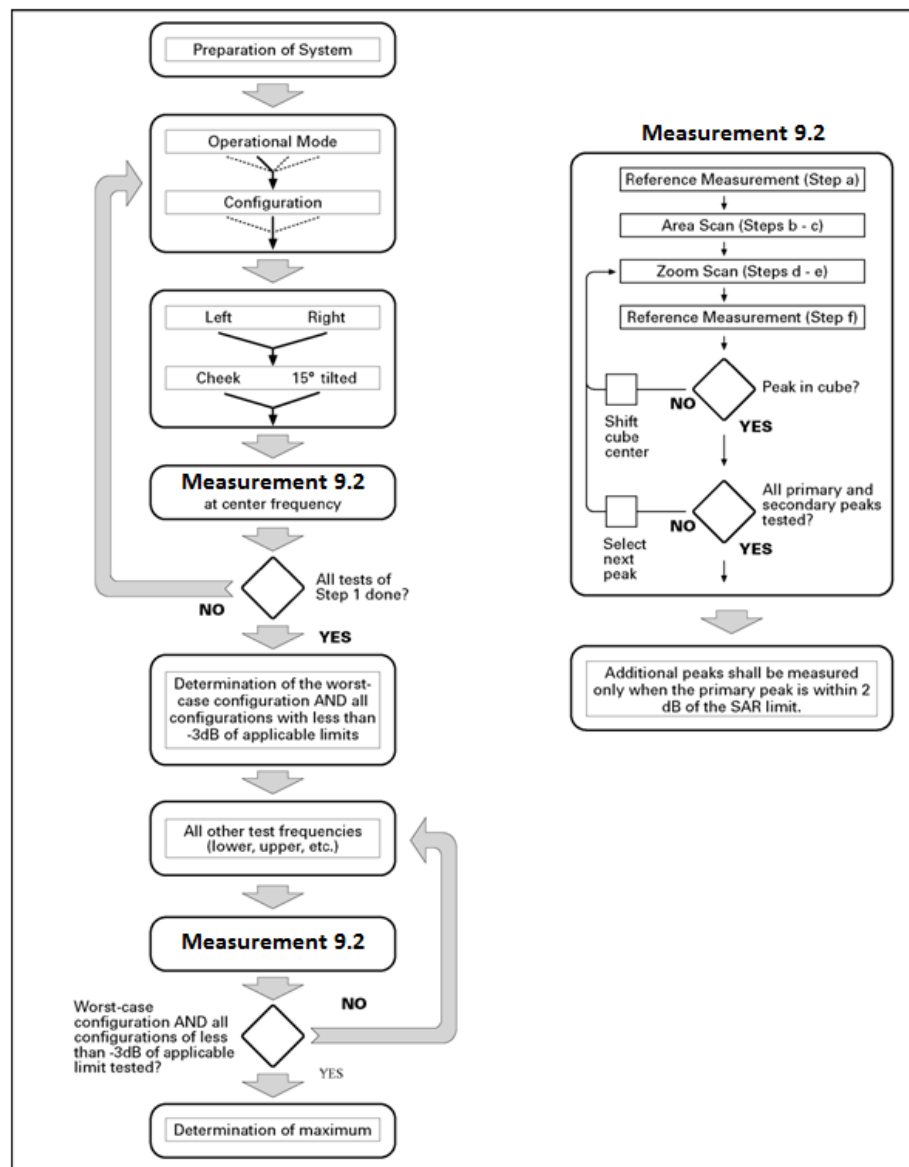 Preparation of System
Operational Mode
Configuration
Left Right
Cheek 15° tilted
Measurement 9.2
at center frequency
All tests of
Step 1 done?
NO
YES
Determination of the worst-
case configuration AND all
configurations with less than
-3dB of applicable limits
All other test frequencies
(lower, upper, etc.)
Measurement 9.2
NO
Worst-case
configuration AND all
configurations of less
than -3dB of applicable
limit tested?
YES
Determination of maximum
Measurement 9.2
Reference Measurement (Step a)
Area Scan (Steps b - c)
Zoom Scan (Steps d - e)
Reference Measurement (Step f)
Peak in cube?
NO
Shift
cube
center
YES
All primary and
secondary peaks
tested?
NO
Select
next
peak
YES
Additional peaks shall be measured
only when the primary peak is within 2
dB of the SAR limit.